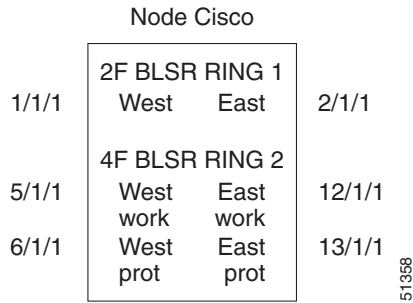 Node Cisco
2F BLSR RING 1
1/1/1 West East 2/1/1
4F BLSR RING 2
5/1/1 West East 12/1/1
work work
6/1/1 West East 13/1/1
prot prot
51358